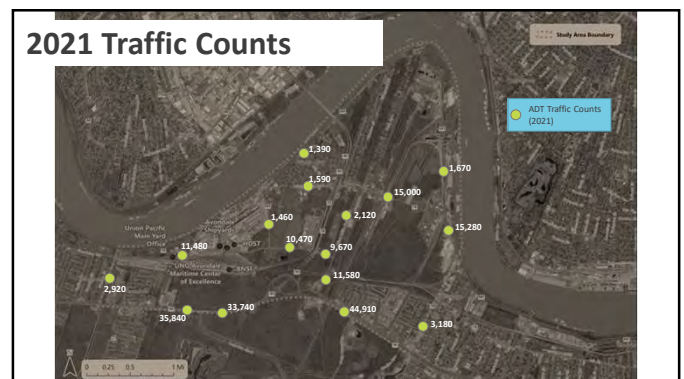 2021 Traffic Counts
Study Area Boundary
ADT Traffic Counts
(2021)
1,390
1,590
1,670
15,000
1,460
2,120
15,280
Union Pacific
Main Yard
Office
Avondale
Shipyards
HOST
11,480
10,470
9,670
UNO Avondale
Maritime Center
of Excellence
BNSF
11,580
2,920
35,840
33,740
44,910
3,180
0 0.25 0.5 1 Mi